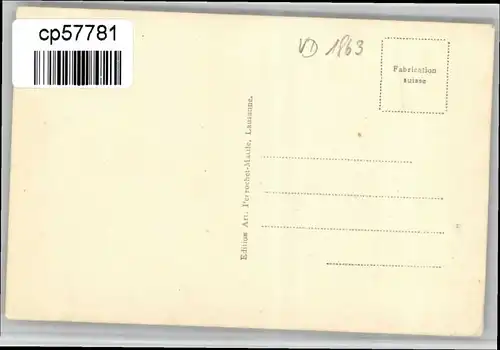 cp57781
VD 1863
Fabrication
suisse
Edition Art. Perrochet-Matile, Lausanne.